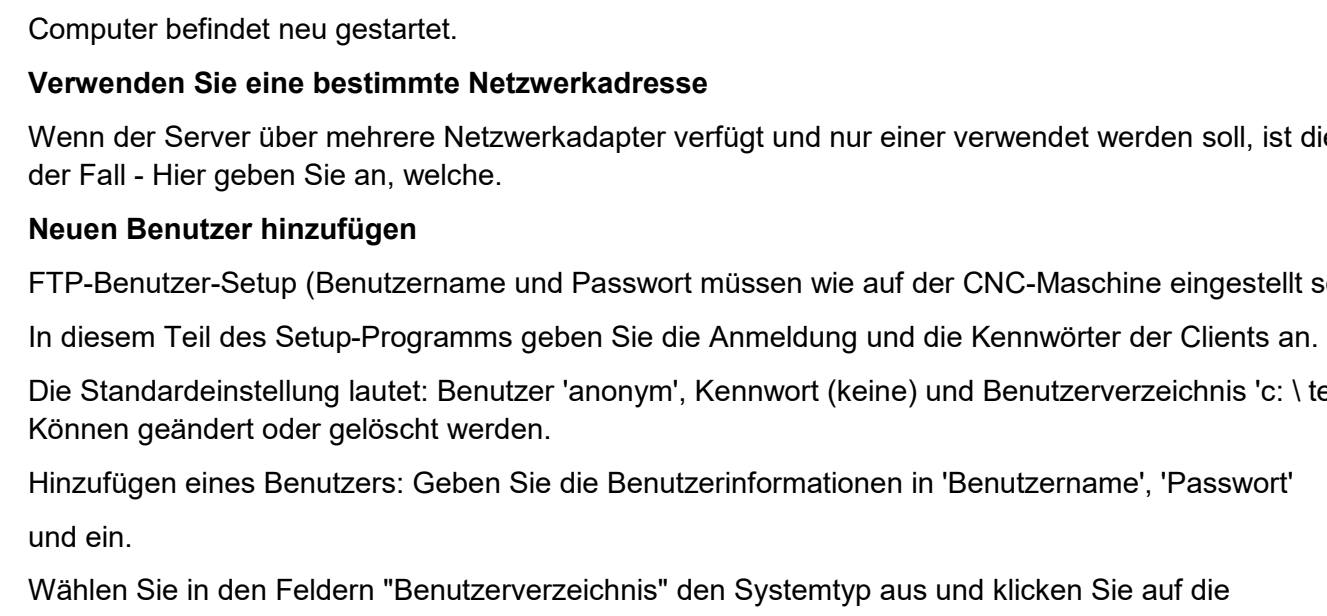 Computer befindet neu gestartet.
Verwenden Sie eine bestimmte Netzwerkadresse
Wenn der Server über mehrere Netzwerkadapter verfügt und nur einer verwendet werden soll, ist
der Fall - Hier geben Sie an, welche.
Neuen Benutzer hinzufügen
FTP-Benutzer-Setup (Benutzername und Passwort müssen wie auf der CNC-Maschine eingestellt
In diesem Teil des Setup-Programms geben Sie die Anmeldung und die Kennwörter der Clients an.
Die Standardeinstellung lautet: Benutzer 'anonym', Kennwort (keine) und Benutzerverzeichnis 'c: \
Können geändert oder gelöscht werden.
Hinzufügen eines Benutzers: Geben Sie die Benutzerinformationen in 'Benutzername', 'Passwort'
und ein.
Wählen Sie in den Feldern "Benutzerverzeichnis" den Systemtyp aus und klicken Sie auf die